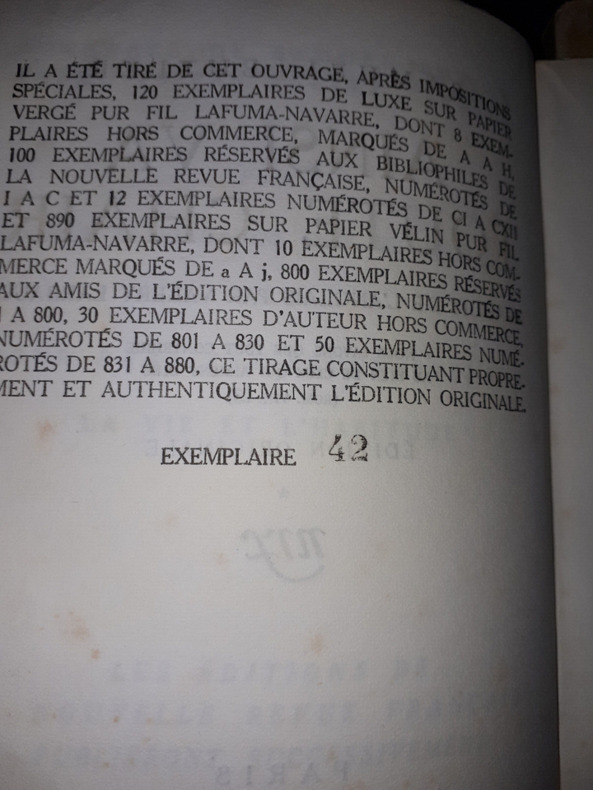 IL A ÉTÉ TIRÉ DE CET OUVRAGE, APRÈS IMPOSITIONS
SPÉCIALES, 120 EXEMPLAIRES DE LUXE SUR PAPIER
VERGÉ PUR FIL LAFUMA-NAVARRE, DONT 8 EXEM-
PLAIRES HORS COMMERCE, MARQUÉS DE A A H,
100 EXEMPLAIRES RÉSERVÉS AUX BIBLIOPHILES DE
LA NOUVELLE REVUE FRANÇAISE, NUMÉROTÉS DE
I A C ET 12 EXEMPLAIRES NUMÉROTÉS DE CI A CXII
ET 890 EXEMPLAIRES SUR PAPIER VÉLIN PUR FIL
LAFUMA-NAVARRE, DONT 10 EXEMPLAIRES HORS COM-
MERCE MARQUÉS DE a A j, 800 EXEMPLAIRES RÉSERVÉS
AUX AMIS DE L'ÉDITION ORIGINALE, NUMÉROTÉS DE
1 A 800, 30 EXEMPLAIRES D'AUTEUR HORS COMMERCE,
NUMÉROTÉS DE 801 A 830 ET 50 EXEMPLAIRES NUMÉ-
ROTÉS DE 831 A 880, CE TIRAGE CONSTITUANT PROPRE-
MENT ET AUTHENTIQUEMENT L'ÉDITION ORIGINALE.
EXEMPLAIRE 42
nrf
PARIS